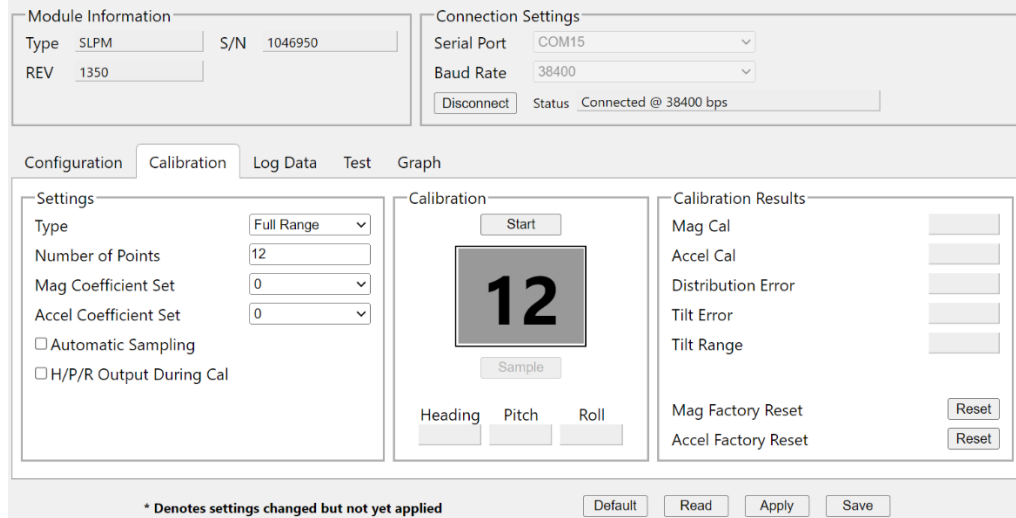 Module Information
Type SLPM S/N 1046950
REV 1350
Connection Settings
Serial Port COM15
Baud Rate 38400
Disconnect Status Connected @ 38400 bps
Configuration Calibration Log Data Test Graph
Settings
Type Full Range
Number of Points 12
Mag Coefficient Set 0
Accel Coefficient Set 0
Automatic Sampling
H/P/R Output During Cal
Calibration
Start
12
Sample
Heading Pitch Roll
Calibration Results
Mag Cal
Accel Cal
Distribution Error
Tilt Error
Tilt Range
Mag Factory Reset Reset
Accel Factory Reset Reset
* Denotes settings changed but not yet applied Default Read Apply Save